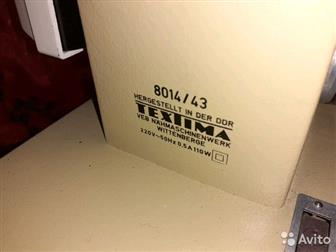 8014/43
HERGESTELLT IN DER DDR
TEXTIMA
VEB NÄHMASCHINENWERK
WITTENBERGE
220V~50Hz 0,5A 110W
Avito